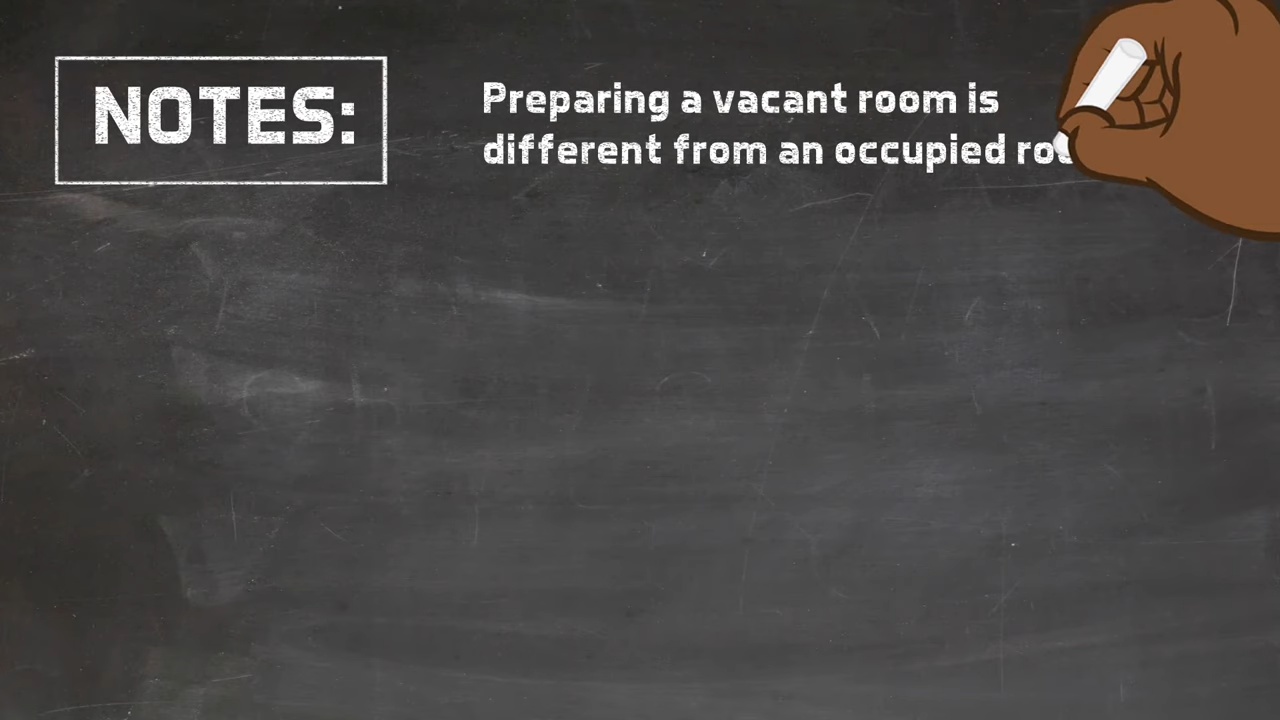 NOTES:
Preparing a vacant room is
different from an occupied